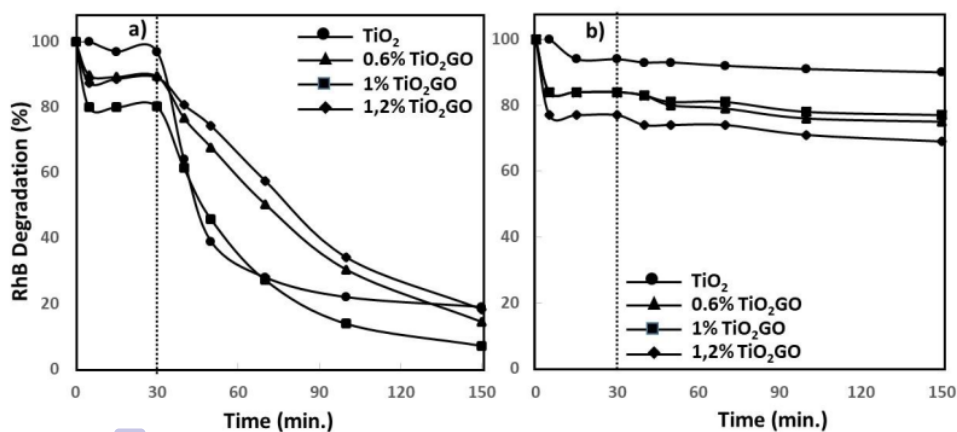 a)
TiO₂
0.6% TiO₂GO
1% TiO₂GO
1,2% TiO₂GO
RhB Degradation (%)
100
80
60
40
20
0
0 30 60 90 120 150
Time (min.)
b)
100
80
60
40
20
0
TiO₂
0.6% TiO₂GO
1% TiO₂GO
1,2% TiO₂GO
0 30 60 90 120 150
Time (min.)